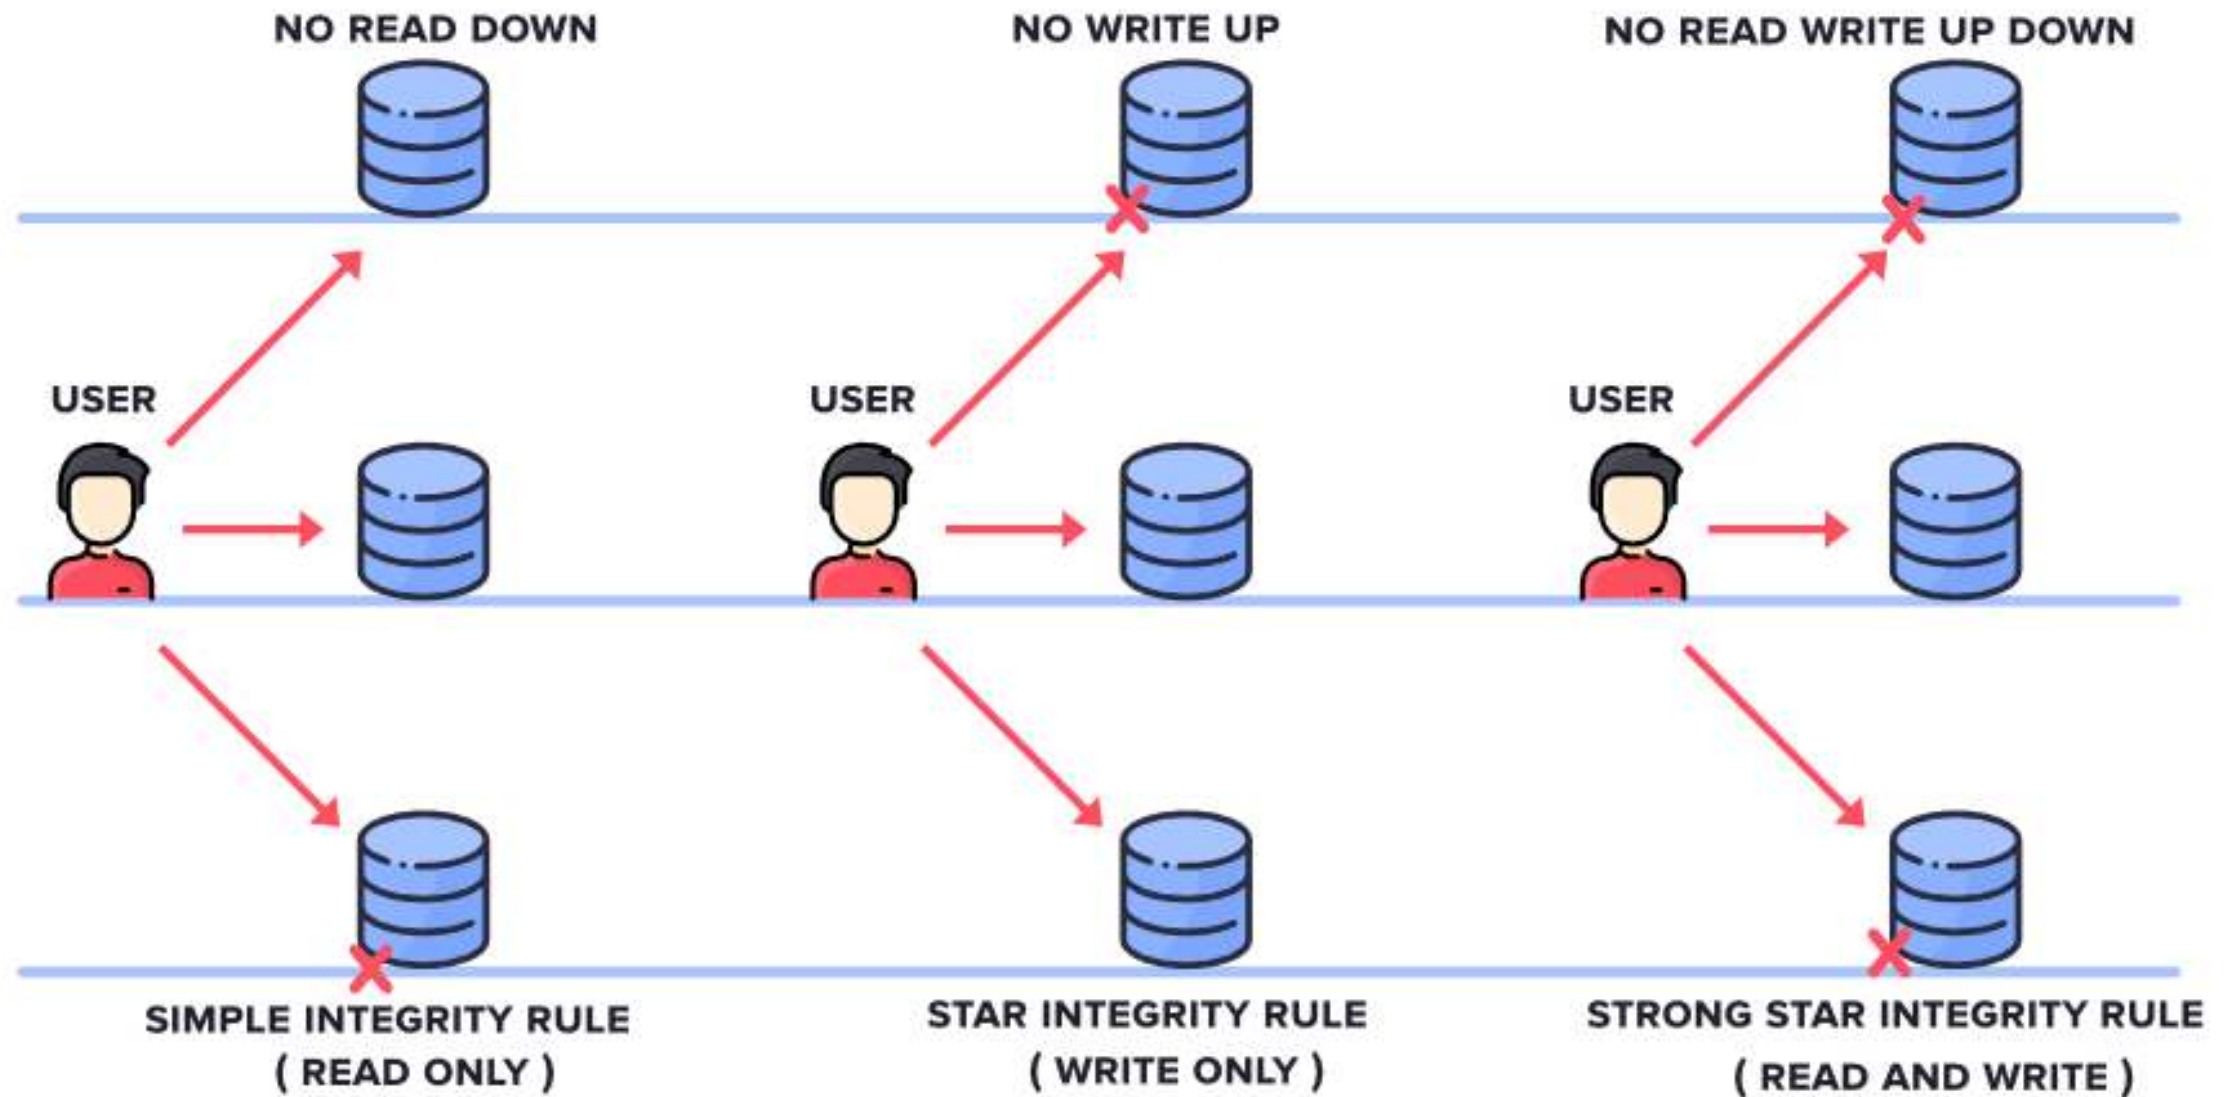 NO READ DOWN
NO WRITE UP
NO READ WRITE UP DOWN
USER
USER
USER
SIMPLE INTEGRITY RULE
( READ ONLY )
STAR INTEGRITY RULE
( WRITE ONLY )
STRONG STAR INTEGRITY RULE
( READ AND WRITE )